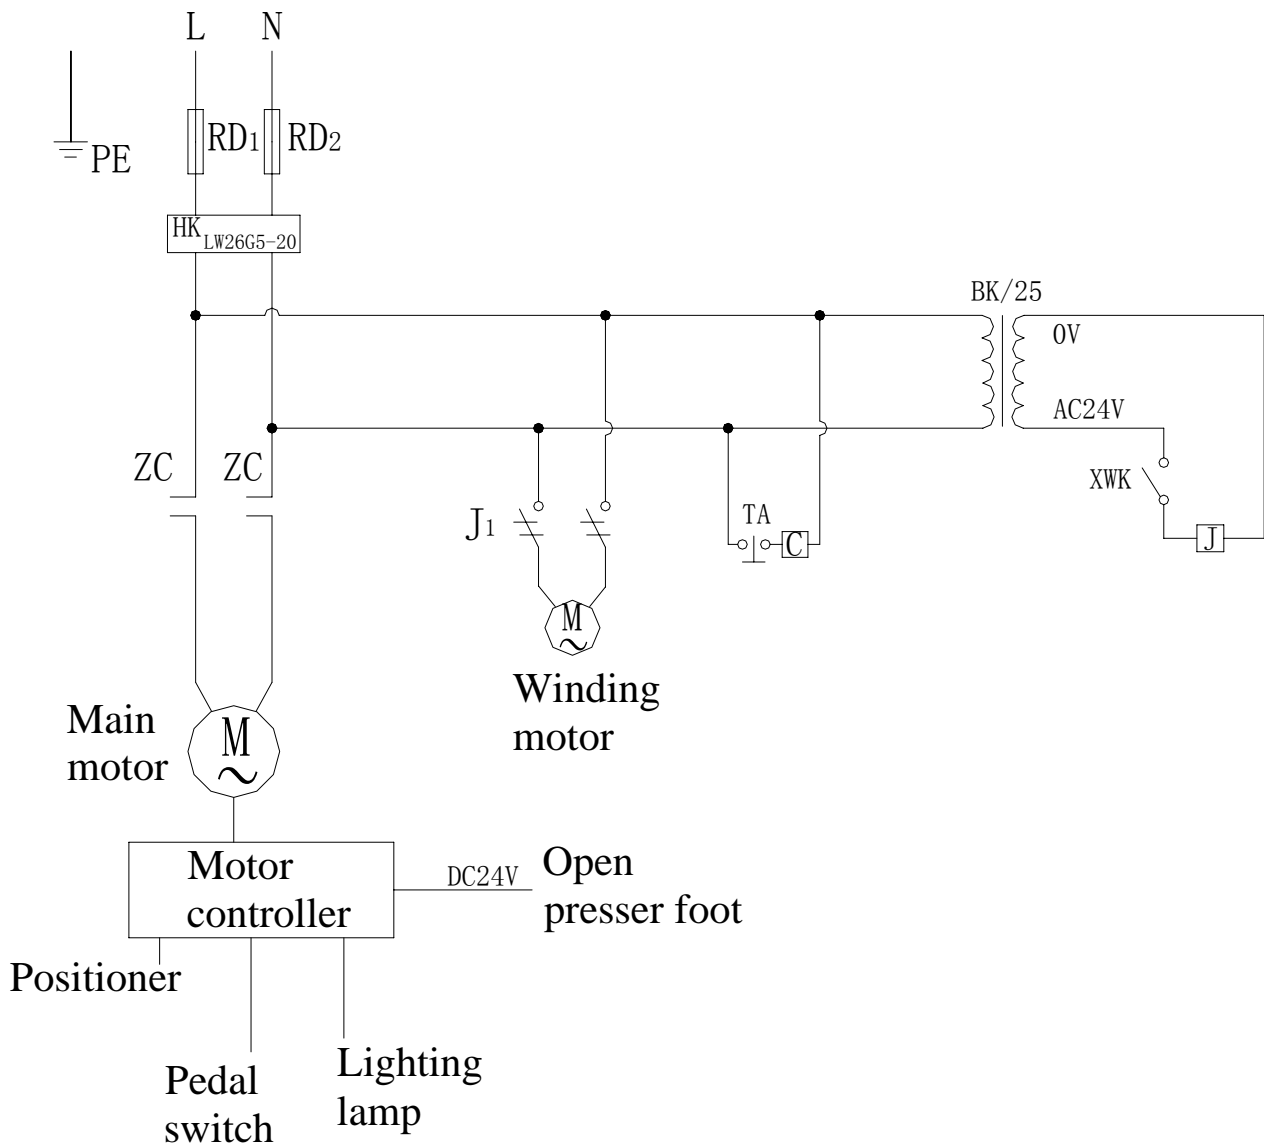 L N
RD1 RD2
PE
HK LW26G5-20
BK/25
0V
AC24V
ZC ZC
XWK
J1
TA
C
J
M
Winding
motor
Main
motor
M
Motor
controller
DC24V
Open
presser foot
Positioner
Pedal
switch
Lighting
lamp